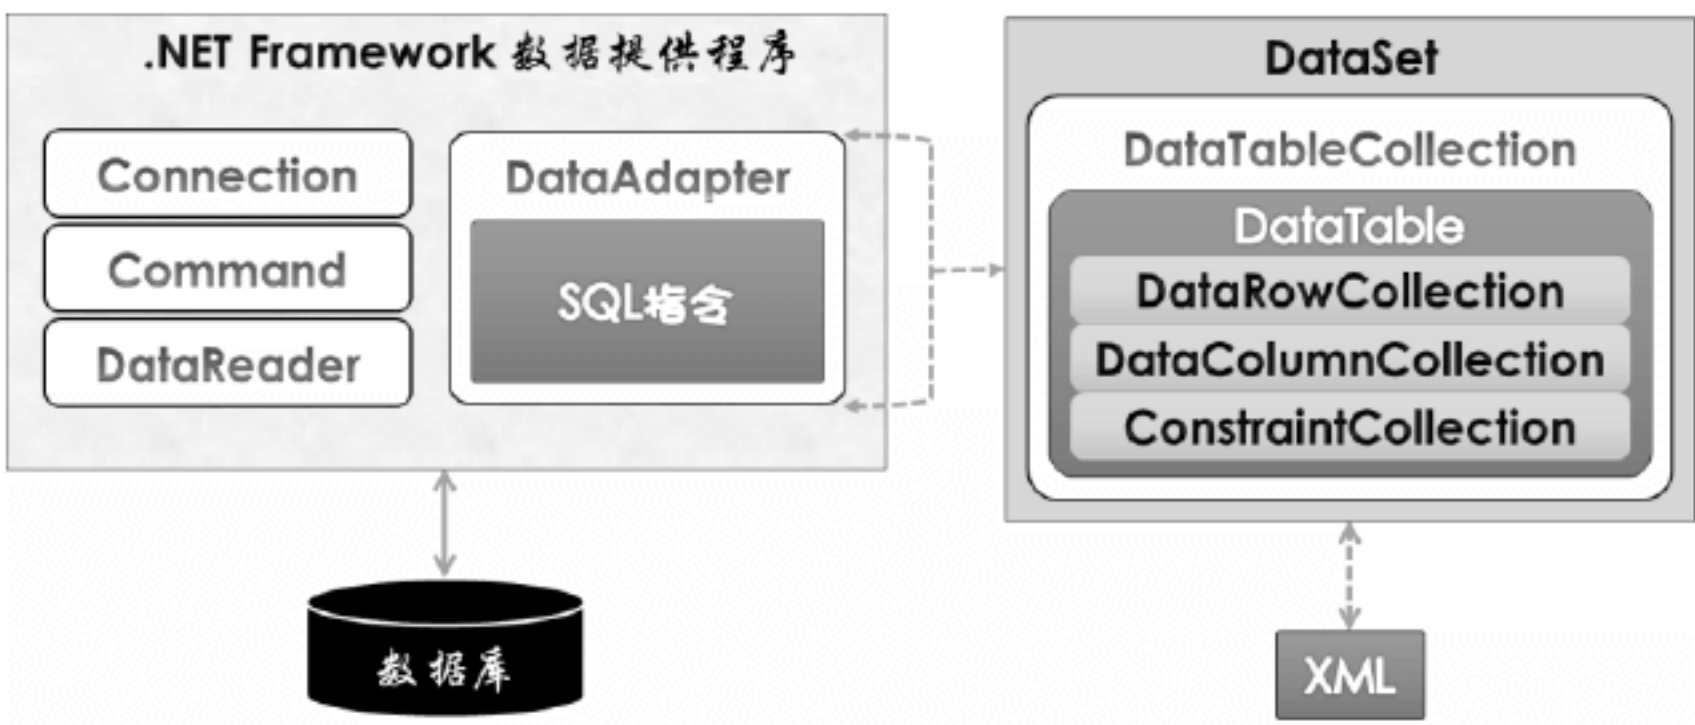 .NET Framework 数据提供程序
Connection
Command
DataReader
DataAdapter
SQL指令
数据库
DataSet
DataTableCollection
DataTable
DataRowCollection
DataColumnCollection
ConstraintCollection
XML